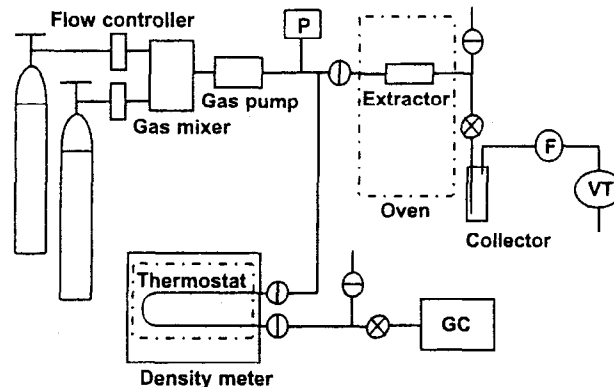 Flow controller
P
Gas pump
Gas mixer
Extractor
Oven
F
VT
Collector
Thermostat
GC
Density meter